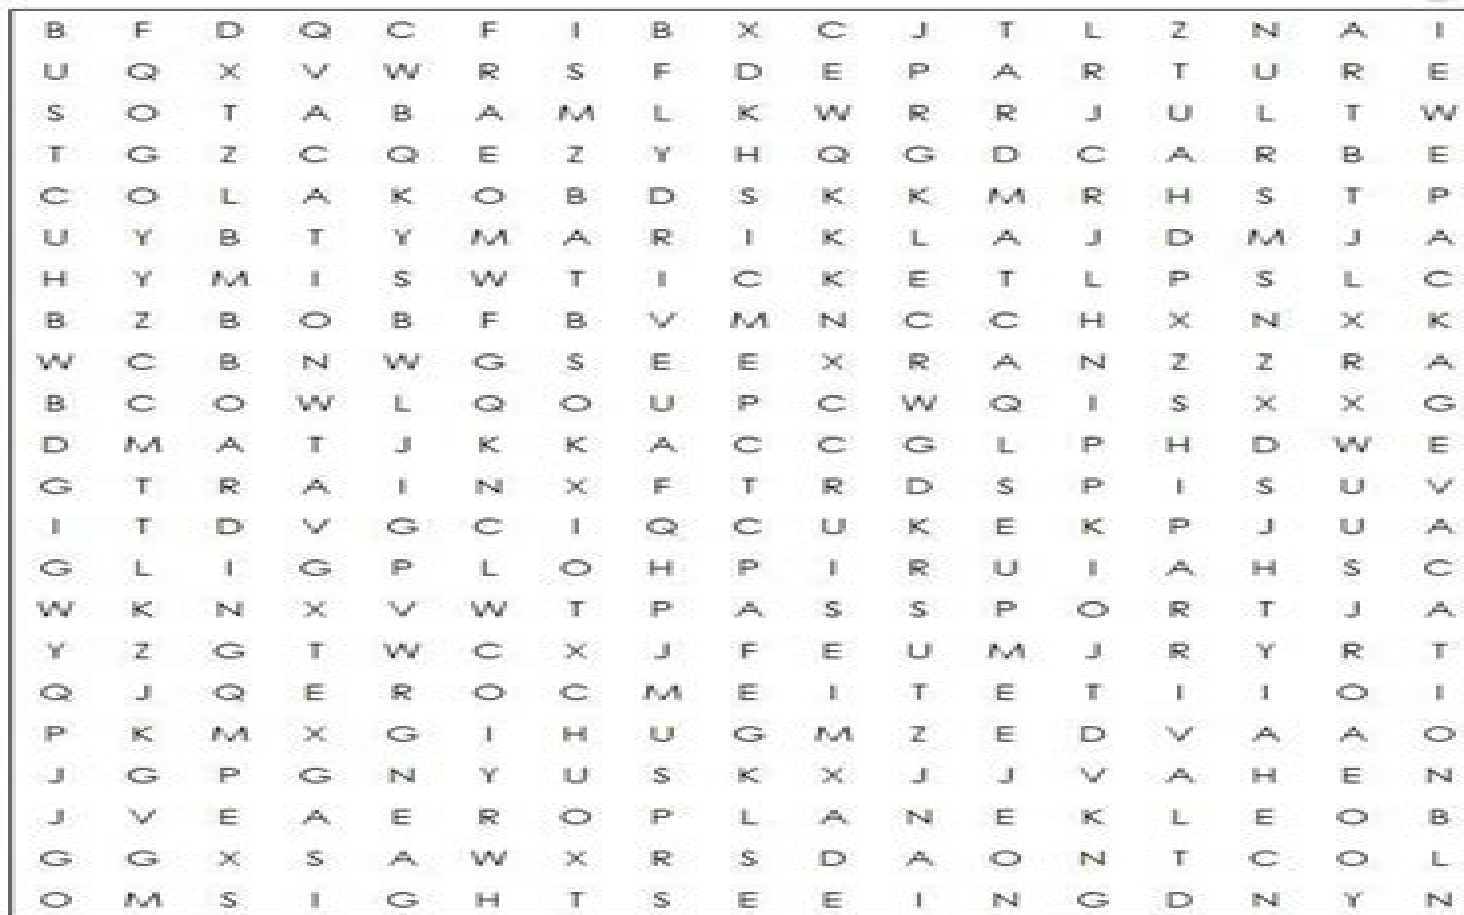 B F D Q C F I B X C J T L Z N A I
U Q X V W R S F D E P A R T U R E
S O T A B A M L K W R R J U L T W
T G Z C Q E Z Y H Q G D C A R B E
C O L A K O B D S K K M R H S T P
U Y B T Y M A R I K L A J D M J A
H Y M I S W T I C K E T L P S L C
B Z B O B F B V M N C C H X N X K
W C B N W G S E E X R A N Z Z R A
B C O W L Q O U P C W Q I S X X G
D M A T J K K A C C G L P H D W E
G T R A I N X F T R D S P I S U V
I T D V G C I Q C U K E K P J U A
G L I G P L O H P I R U I A H S C
W K N X V W T P A S S P O R T J A
Y Z G T W C X J F E U M J R Y R T
Q J Q E R O C M E I T E T I I O I
P K M X G I H U G M Z E D V A A O
J G P G N Y U S K X J J V A H E N
J V E A E R O P L A N E K L E O B
G G X S A W X R S D A O N T C O L
O M S I G H T S E E I N G D N Y N